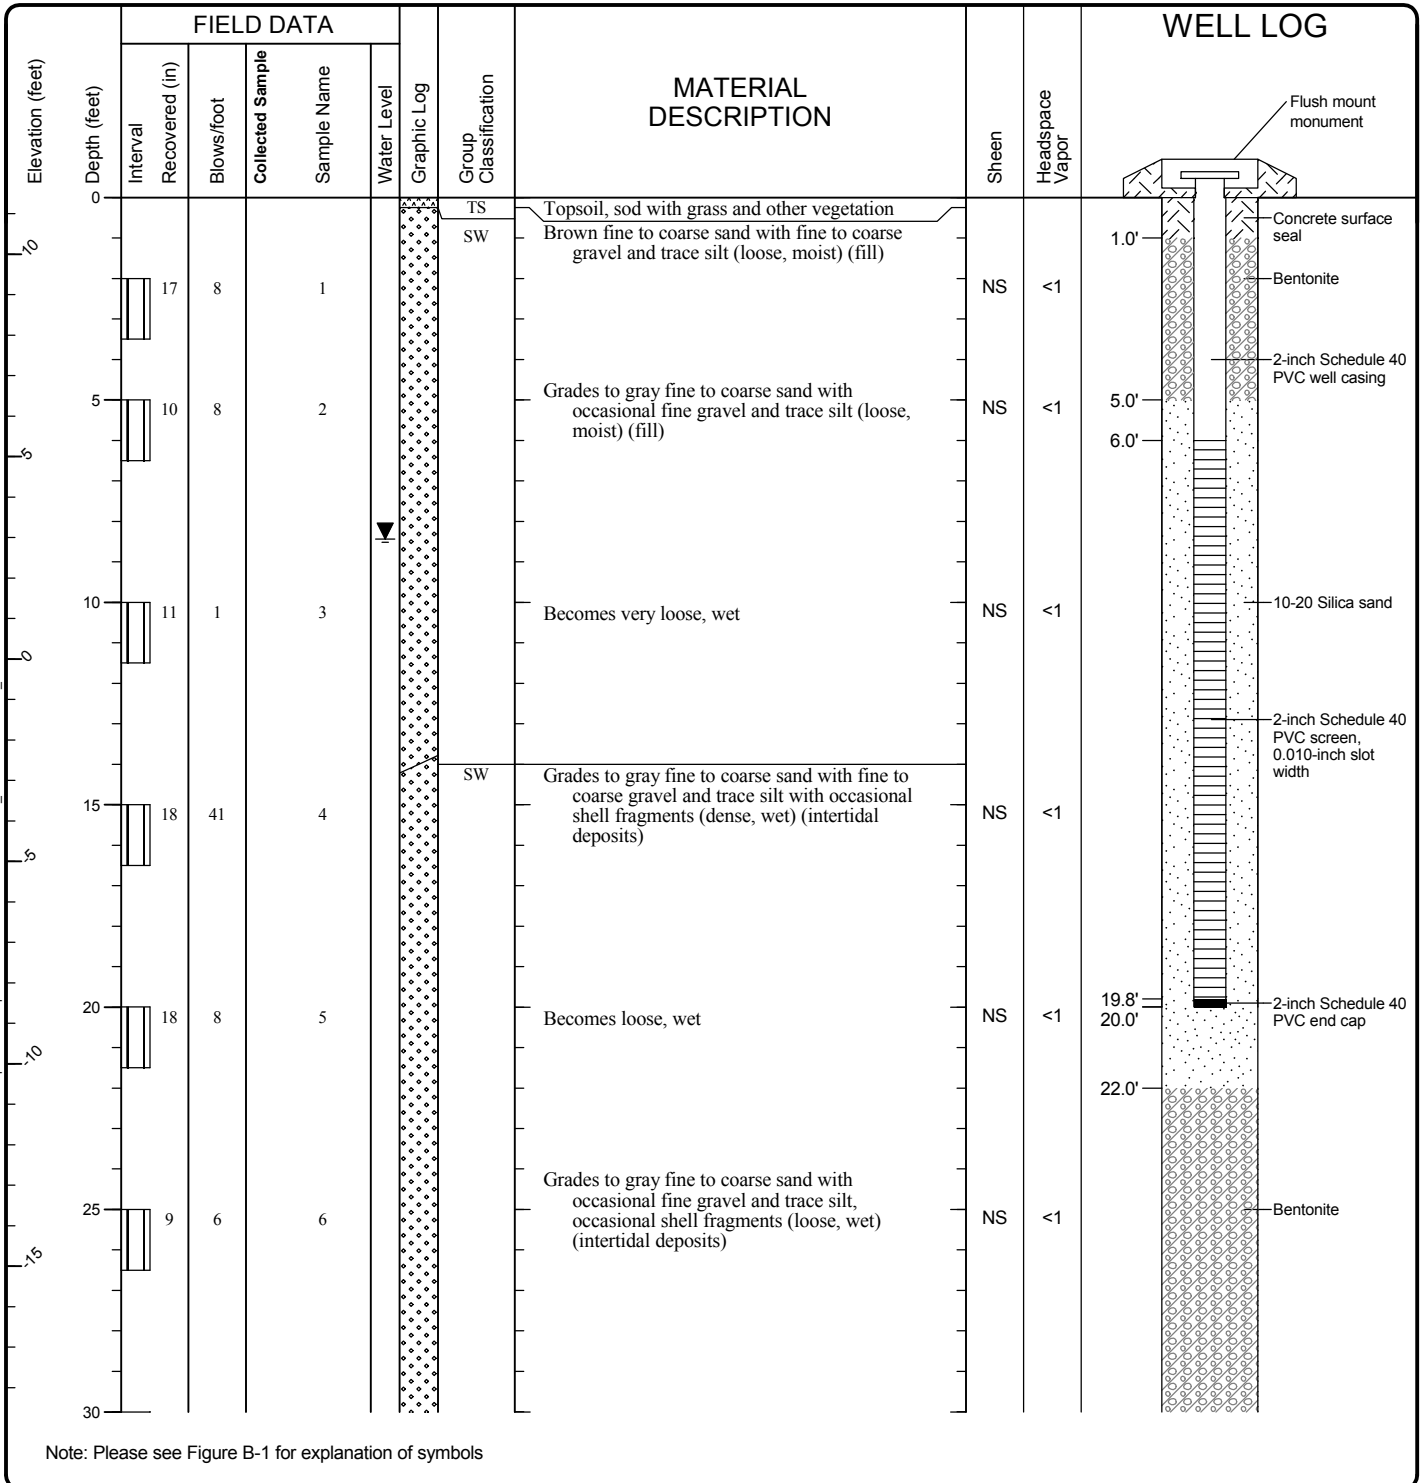 FIELD DATA
WELL LOG
Elevation (feet)
Depth (feet)
Interval
Recovered (in)
Blows/foot
Collected Sample
Sample Name
Water Level
Graphic Log
Group
Classification
MATERIAL
DESCRIPTION
Sheen
Headspace
Vapor
Flush mount
monument
0
TS
Topsoil, sod with grass and other vegetation
Concrete surface
seal
SW
Brown fine to coarse sand with fine to coarse
gravel and trace silt (loose, moist) (fill)
1.0'
10
Bentonite
17 8 1
NS <1
2-inch Schedule 40
PVC well casing
5
10 8 2
Grades to gray fine to coarse sand with
occasional fine gravel and trace silt (loose,
moist) (fill)
NS <1
5.0'
6.0'
5
10
11 1 3
Becomes very loose, wet
NS <1
10-20 Silica sand
0
2-inch Schedule 40
PVC screen,
0.010-inch slot
width
SW
Grades to gray fine to coarse sand with fine to
coarse gravel and trace silt with occasional
shell fragments (dense, wet) (intertidal
deposits)
15
18 41 4
NS <1
-5
20
18 8 5
Becomes loose, wet
NS <1
19.8'
20.0'
2-inch Schedule 40
PVC end cap
-10
22.0'
Grades to gray fine to coarse sand with
occasional fine gravel and trace silt,
occasional shell fragments (loose, wet)
(intertidal deposits)
25
9 6 6
NS <1
Bentonite
-15
30
Note: Please see Figure B-1 for explanation of symbols